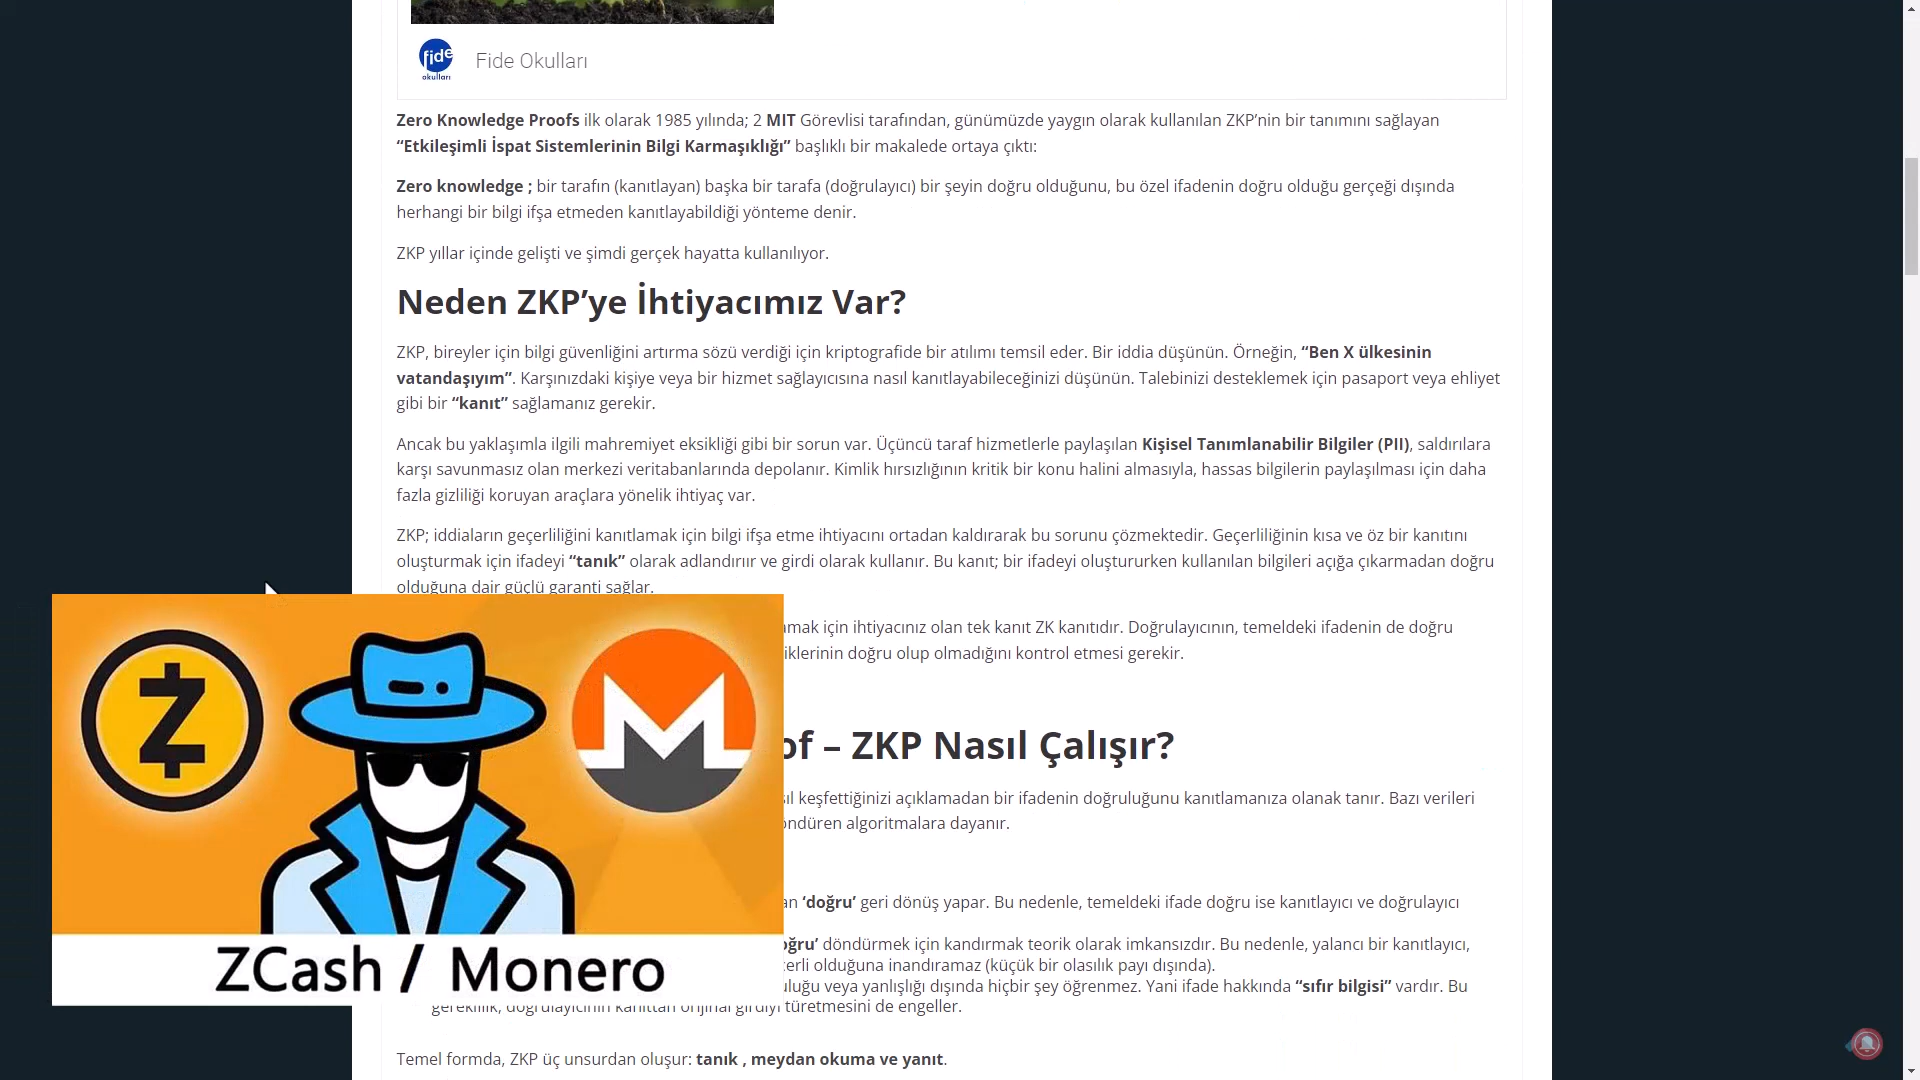 fide
okulları
Fide Okulları
Zero Knowledge Proofs ilk olarak 1985 yılında; 2 MIT Görevlisi tarafından, günümüzde yaygın olarak kullanılan ZKP’nin bir tanımını sağlayan
“Etkileşimli İspat Sistemlerinin Bilgi Karmaşıklığı” başlıklı bir makalede ortaya çıktı:
Zero knowledge ; bir tarafın (kanıtlayan) başka bir tarafa (doğrulayıcı) bir şeyin doğru olduğunu, bu özel ifadenin doğru olduğu gerçeği dışında
herhangi bir bilgi ifşa etmeden kanıtlayabildiği yönteme denir.
ZKP yıllar içinde gelişti ve şimdi gerçek hayatta kullanılıyor.
Neden ZKP’ye İhtiyacımız Var?
ZKP, bireyler için bilgi güvenliğini artırma sözü verdiği için kriptografide bir atılımı temsil eder. Bir iddia düşünün. Örneğin, “Ben X ülkesinin
vatandaşıyım”. Karşınızdaki kişiye veya bir hizmet sağlayıcısına nasıl kanıtlayabileceğinizi düşünün. Talebinizi desteklemek için pasaport veya ehliyet
gibi bir “kanıt” sağlamanız gerekir.
Ancak bu yaklaşımla ilgili mahremiyet eksikliği gibi bir sorun var. Üçüncü taraf hizmetlerle paylaşılan Kişisel Tanımlanabilir Bilgiler (PII), saldırılara
karşı savunmasız olan merkezi veritabanlarında depolanır. Kimlik hırsızlığının kritik bir konu halini almasıyla, hassas bilgilerin paylaşılması için daha
fazla gizliliği koruyan araçlara yönelik ihtiyaç var.
ZKP; iddiaların geçerliliğini kanıtlamak için bilgi ifşa etme ihtiyacını ortadan kaldırarak bu sorunu çözmektedir. Geçerliliğinin kısa ve öz bir kanıtını
oluşturmak için ifadeyi “tanık” olarak adlandırıır ve girdi olarak kullanır. Bu kanıt; bir ifadeyi oluştururken kullanılan bilgileri açığa çıkarmadan doğru
olduğuna dair güçlü garanti sağlar.
için ihtiyacınız olan tek kanıt ZK kanıtıdır. Doğrulayıcının, temeldeki ifadenin de doğru
doğru olup olmadığını kontrol etmesi gerekir.
of – ZKP Nasıl Çalışır?
keşfettiğinizi açıklamadan bir ifadenin doğruluğunu kanıtlamanıza olanak tanır. Bazı verileri
algoritmalara dayanır.
‘doğru’ geri dönüş yapar. Bu nedenle, temeldeki ifade doğru ise kanıtlayıcı ve doğrulayıcı
döndürmek için kandırmak teorik olarak imkansızdır. Bu nedenle, yalancı bir kanıtlayıcı,
olduğuna inandıramaz (küçük bir olasılık payı dışında).
veya yanlışlığı dışında hiçbir şey öğrenmez. Yani ifade hakkında “sıfır bilgisi” vardır. Bu
gereklilik, doğrulayıcının kanıttan orijinal girdiyi türetmesini de engeller.
ZCash / Monero
Temel formda, ZKP üç unsurdan oluşur: tanık , meydan okuma ve yanıt.